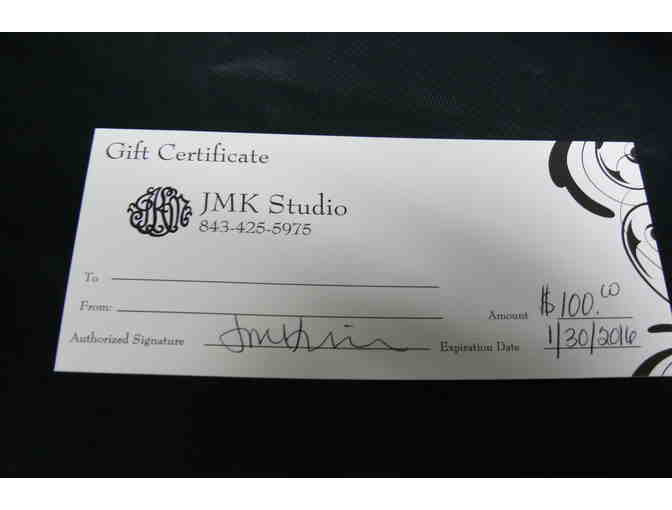 Gift Certificate
JMK Studio
843-425-5975
To
From:
Amount $100.00
Authorized Signature
Expiration Date 1/30/2016